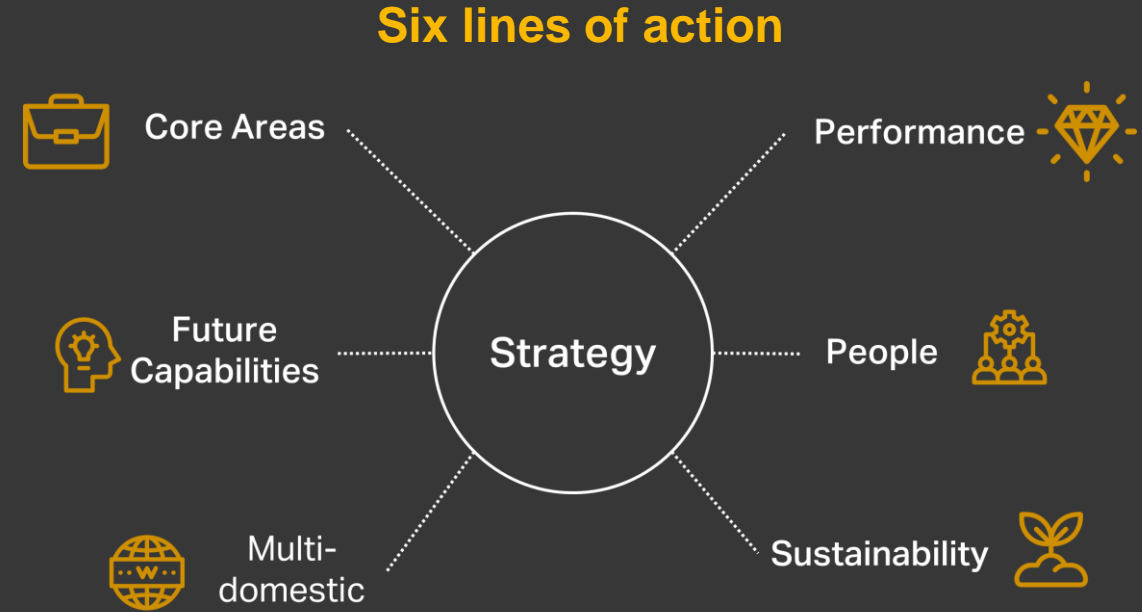 Six lines of action
Core Areas
Performance
Future
Capabilities
Strategy
People
Multi-
domestic
W
Sustainability